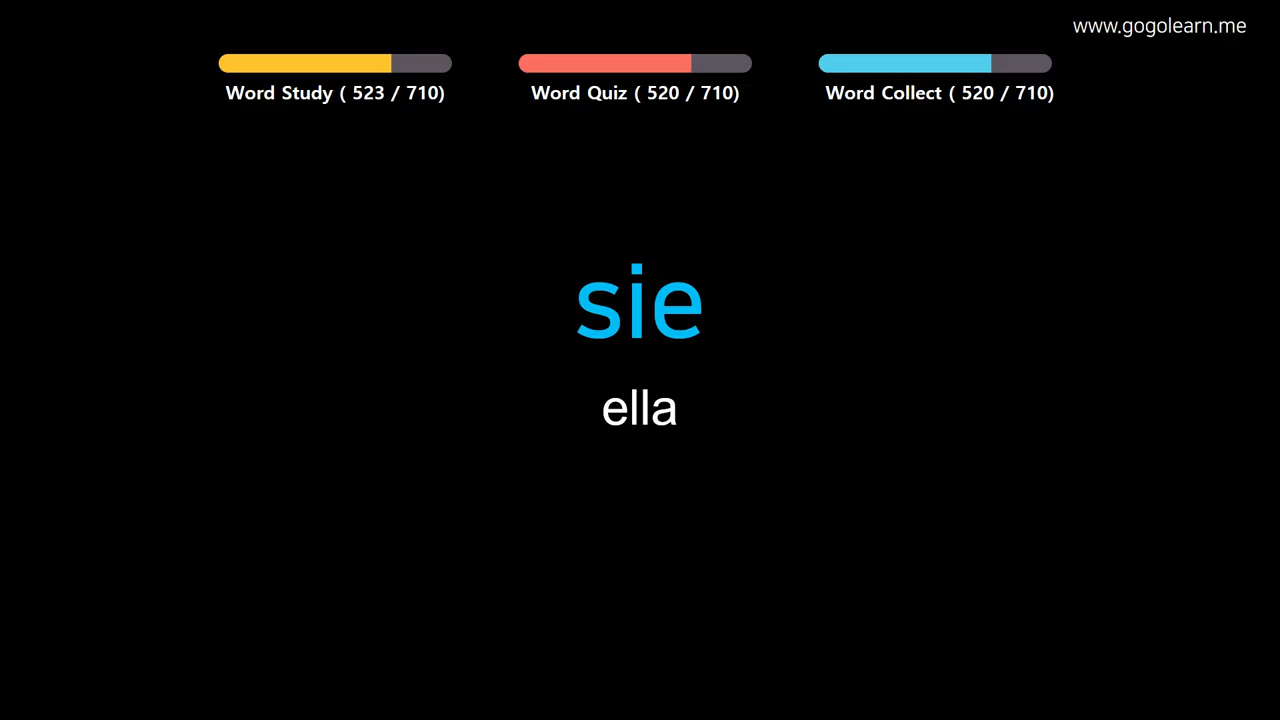 www.gogolearn.me
Word Study ( 523 / 710)
Word Quiz ( 520 / 710)
Word Collect ( 520 / 710)
sie
ella